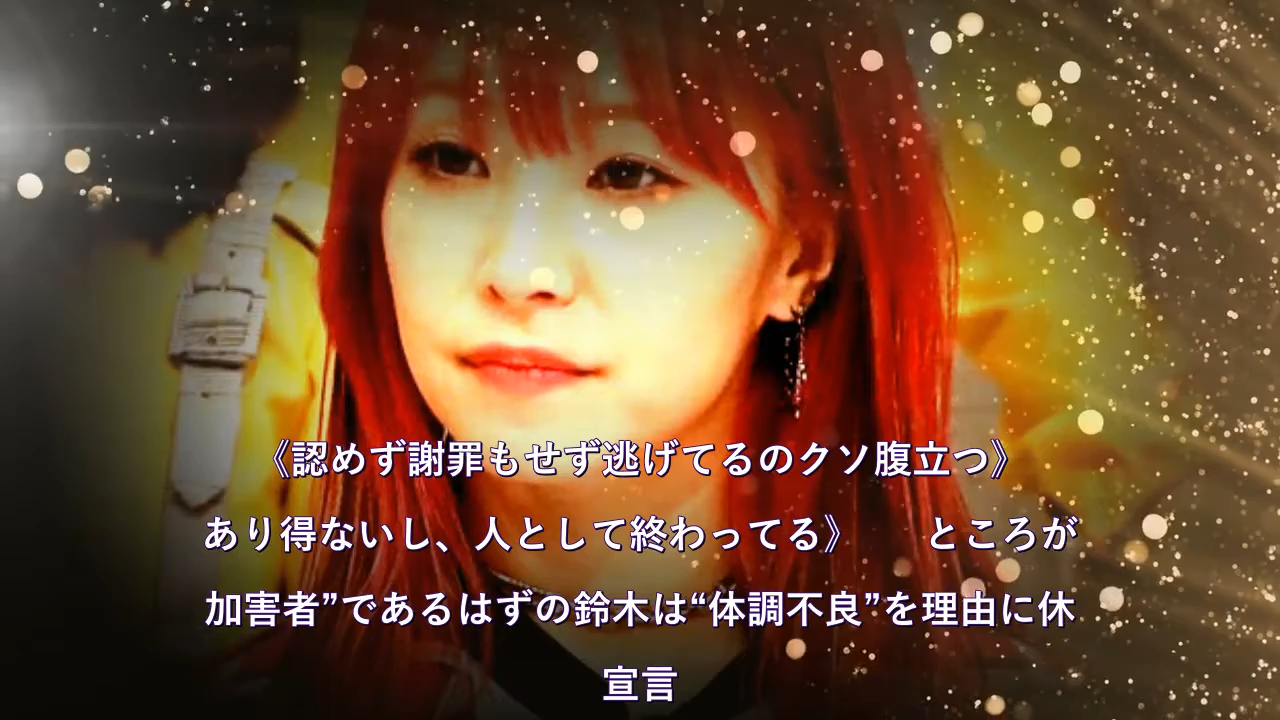 《認めず謝罪もせず逃げてるのクソ腹立つ》
あり得ないし、人として終わってる》　　ところが
加害者”であるはずの鈴木は“体調不良”を理由に休
宣言